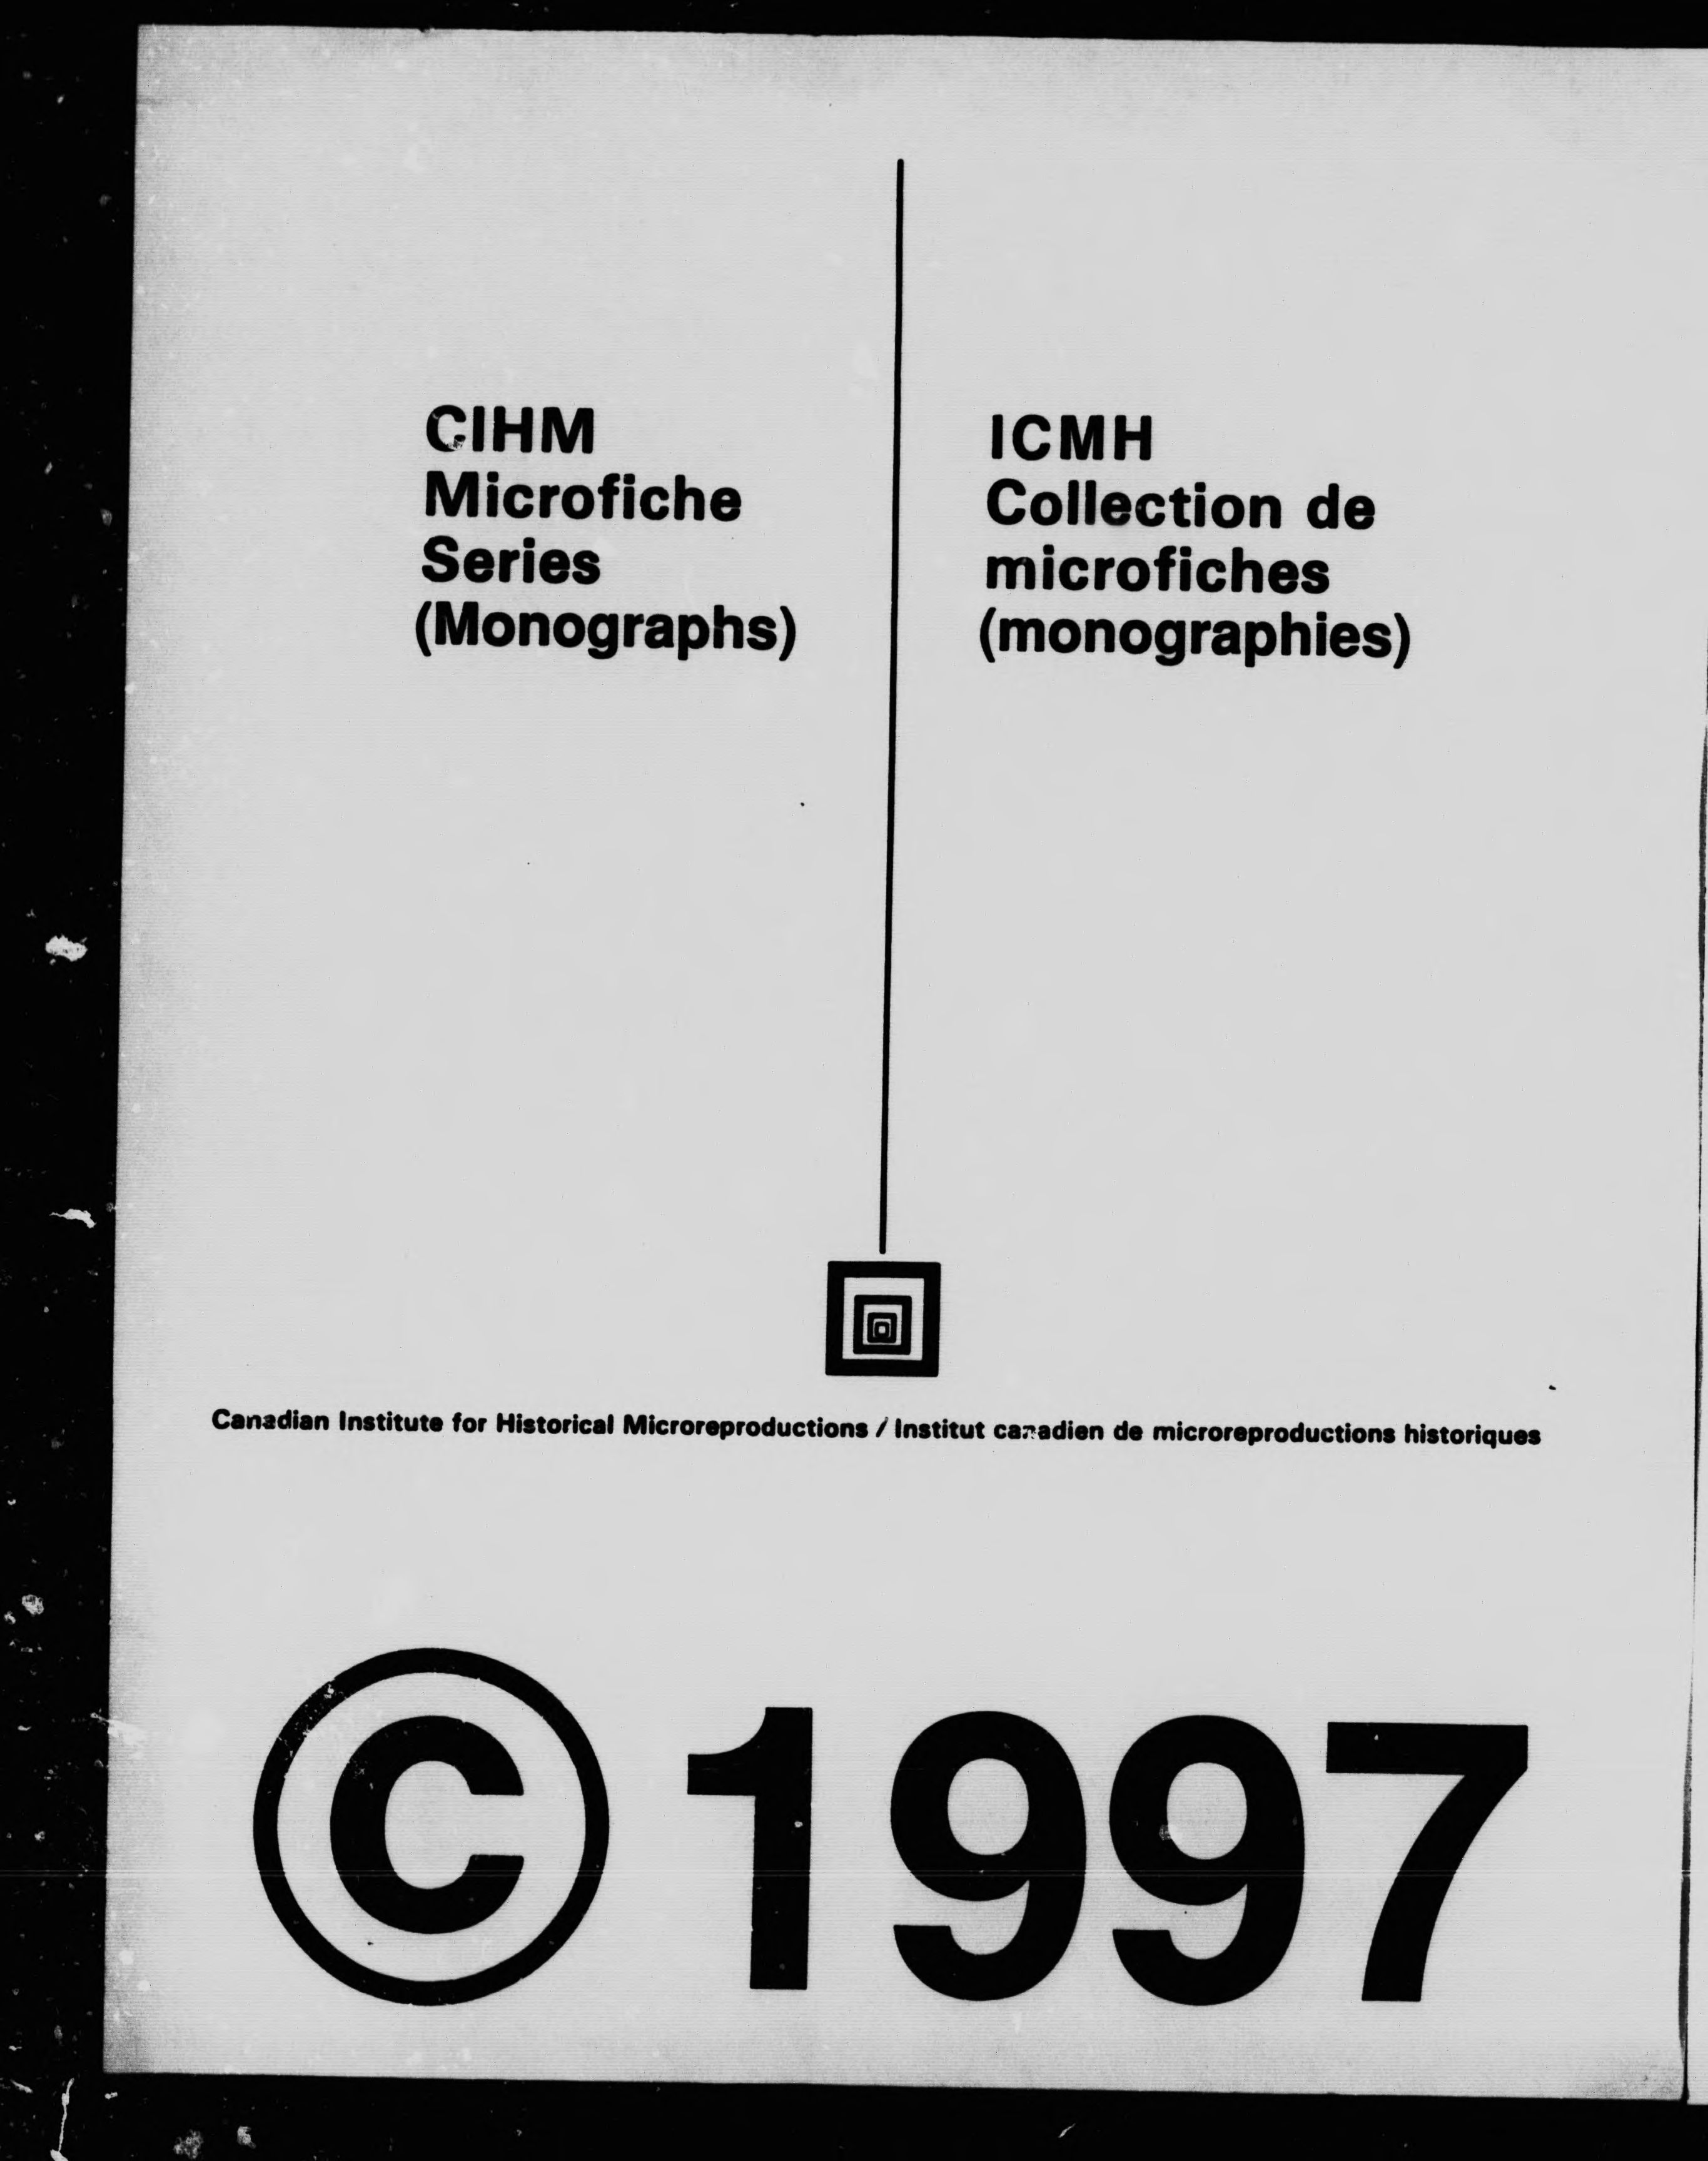 CIHM
Microfiche
Series
(Monographs)
ICMH
Collection de
microfiches
(monographies)
Canadian Institute for Historical Microreproductions / Institut canadien de microreproductions historiques
© 1997